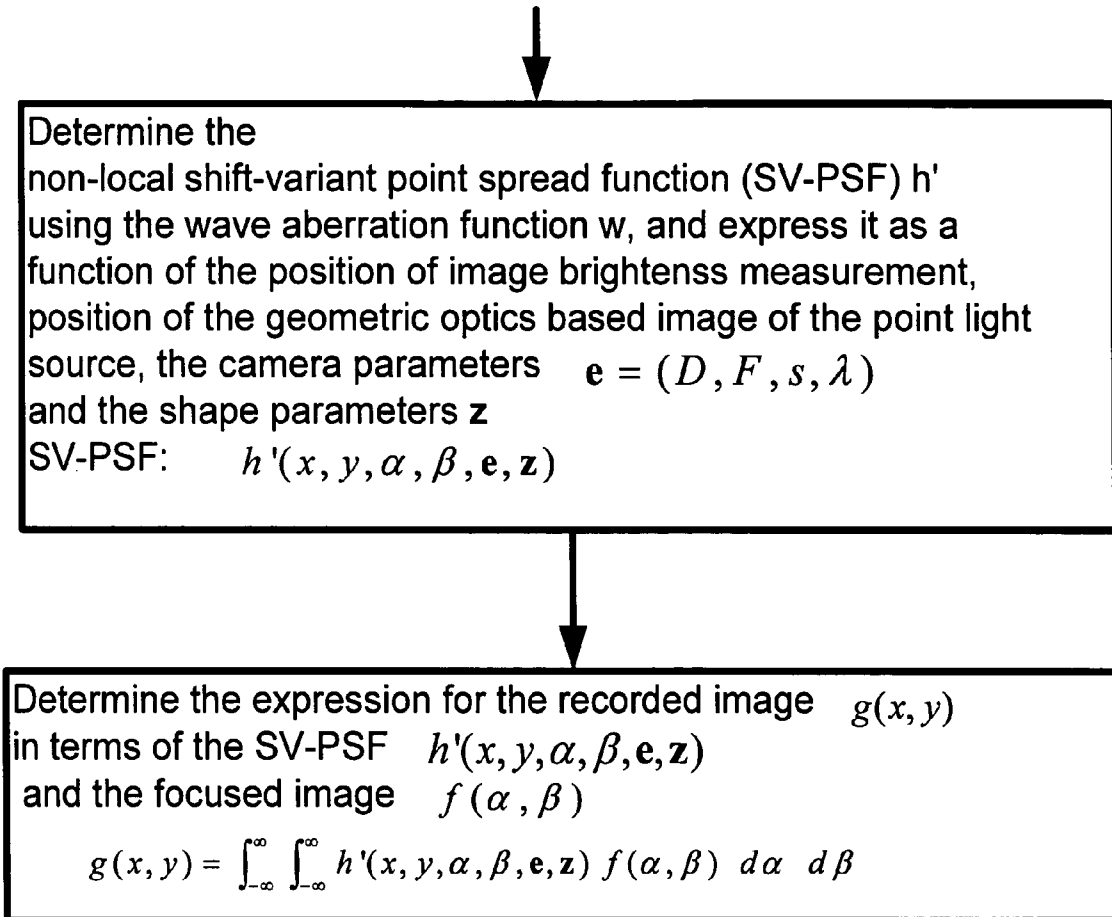 Determine the
non-local shift-variant point spread function (SV-PSF) h'
using the wave aberration function w, and express it as a
function of the position of image brightenss measurement,
position of the geometric optics based image of the point light
source, the camera parameters e = (D, F, s, λ)
and the shape parameters z
SV-PSF: h'(x, y, α, β, e, z)
Determine the expression for the recorded image g(x, y)
in terms of the SV-PSF h'(x, y, α, β, e, z)
and the focused image f(α, β)
g(x, y) = ∫_{-∞}^{∞} ∫_{-∞}^{∞} h'(x, y, α, β, e, z) f(α, β) dα dβ